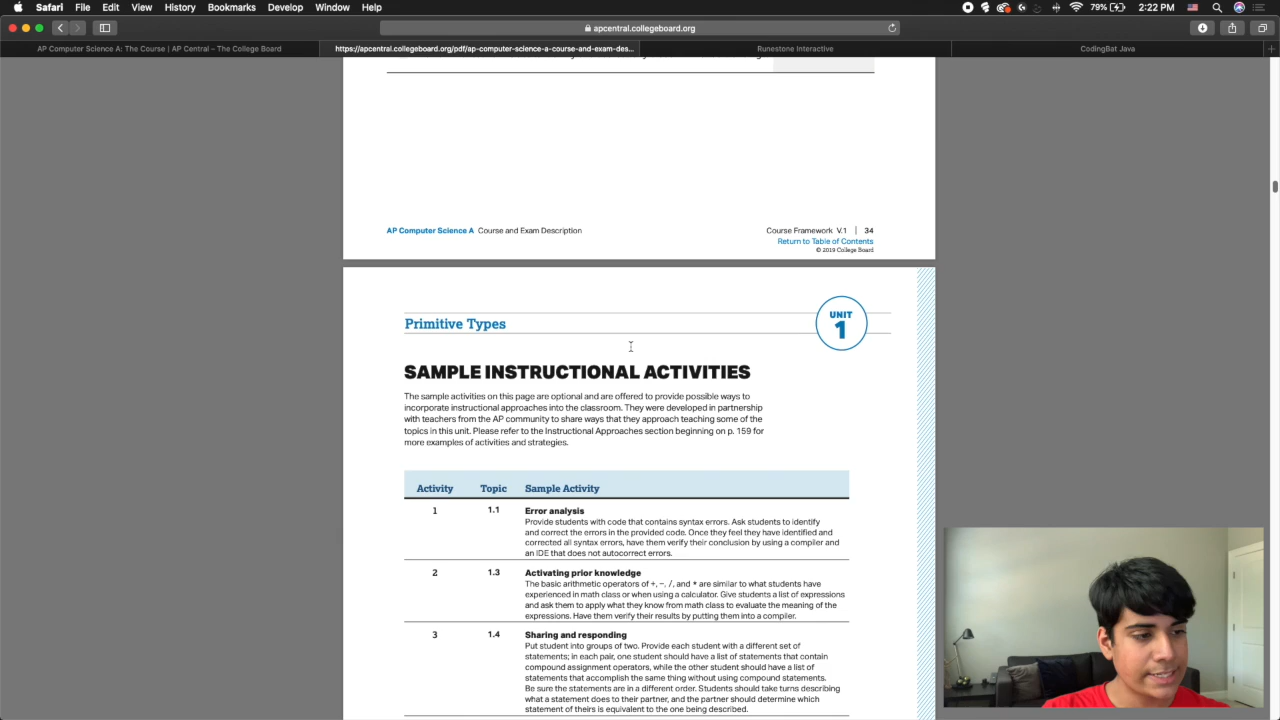 Safari File Edit View History Bookmarks Develop Window Help
79% Fri 2:22 PM
apcentral.collegeboard.org
AP Computer Science A: The Course | AP Central – The College Board
https://apcentral.collegeboard.org/pdf/ap-computer-science-a-course-and-exam-des...
Runestone Interactive
CodingBat Java
AP Computer Science A Course and Exam Description
Course Framework V.1 | 34
Return to Table of Contents
© 2019 College Board
Primitive Types
UNIT
1
SAMPLE INSTRUCTIONAL ACTIVITIES
The sample activities on this page are optional and are offered to provide possible ways to
incorporate instructional approaches into the classroom. They were developed in partnership
with teachers from the AP community to share ways that they approach teaching some of the
topics in this unit. Please refer to the Instructional Approaches section beginning on p. 159 for
more examples of activities and strategies.
Activity Topic Sample Activity
1 1.1 Error analysis
Provide students with code that contains syntax errors. Ask students to identify
and correct the errors in the provided code. Once they feel they have identified and
corrected all syntax errors, have them verify their conclusion by using a compiler and
an IDE that does not autocorrect errors.
2 1.3 Activating prior knowledge
The basic arithmetic operators of +, –, /, and * are similar to what students have
experienced in math class or when using a calculator. Give students a list of expressions
and ask them to apply what they know from math class to evaluate the meaning of the
expressions. Have them verify their results by putting them into a compiler.
3 1.4 Sharing and responding
Put student into groups of two. Provide each student with a different set of
statements; in each pair, one student should have a list of statements that contain
compound assignment operators, while the other student should have a list of
statements that accomplish the same thing without using compound statements.
Be sure the statements are in a different order. Students should take turns describing
what a statement does to their partner, and the partner should determine which
statement of theirs is equivalent to the one being described.